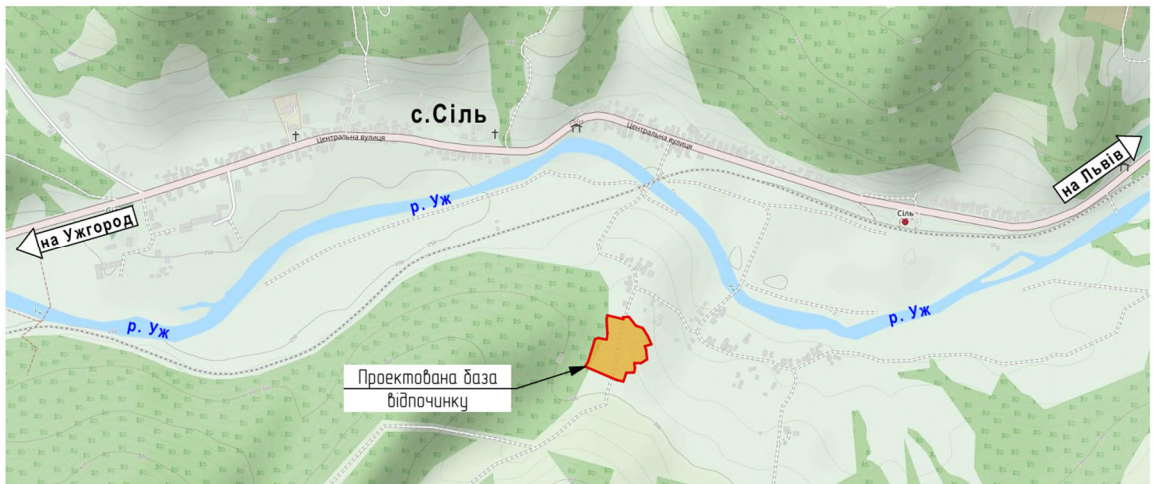 с.Сіль
Центральна вулиця
Центральна вулиця
на Львів
р. Уж
Сіль
на Ужгород
р. Уж
р. Уж
Проектована база
відпочинку